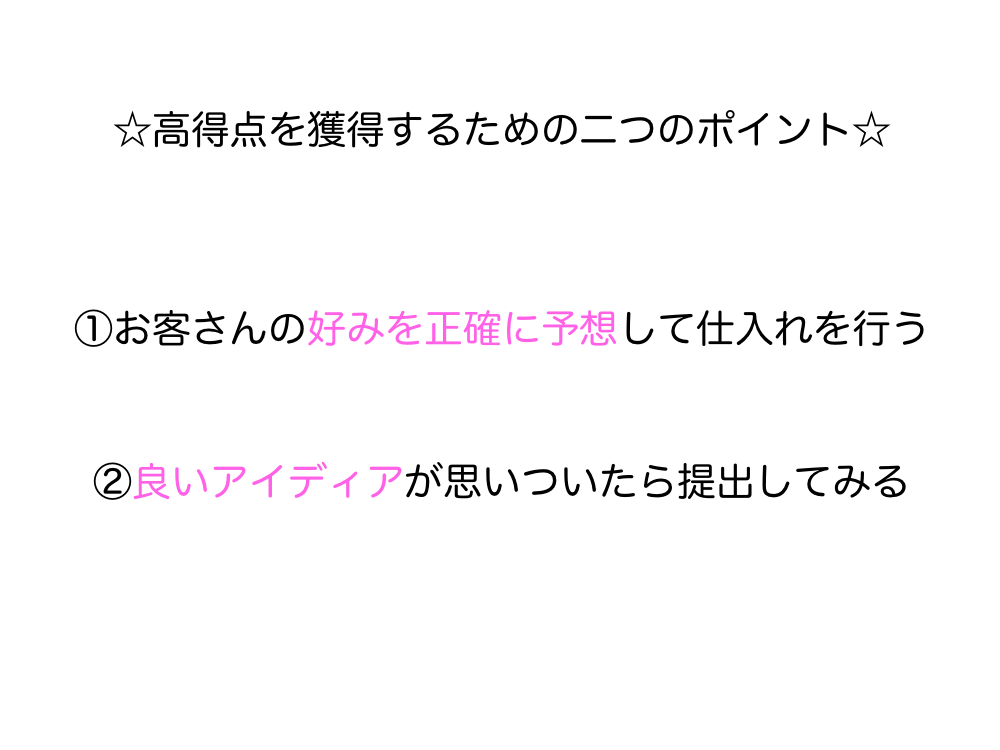 ☆高得点を獲得するための二つのポイント☆
①お客さんの好みを正確に予想して仕入れを行う
②良いアイディアが思いついたら提出してみる